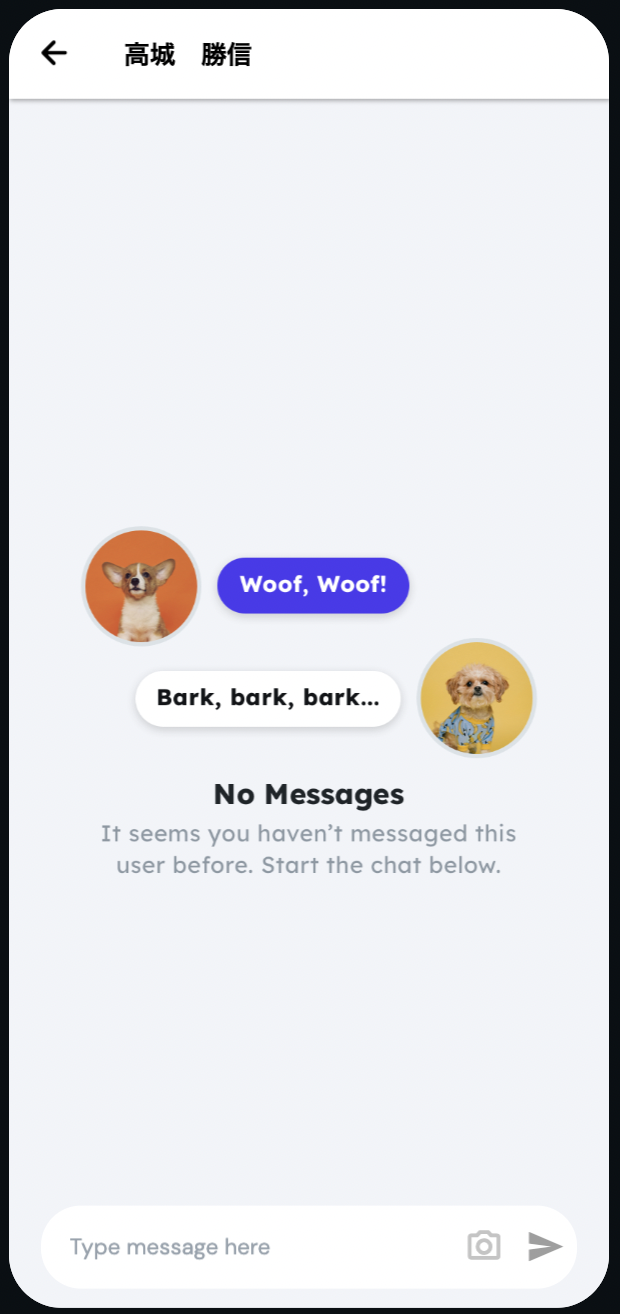 高城　勝信
Woof, Woof!
Bark, bark, bark...
No Messages
It seems you haven’t messaged this
user before. Start the chat below.
Type message here